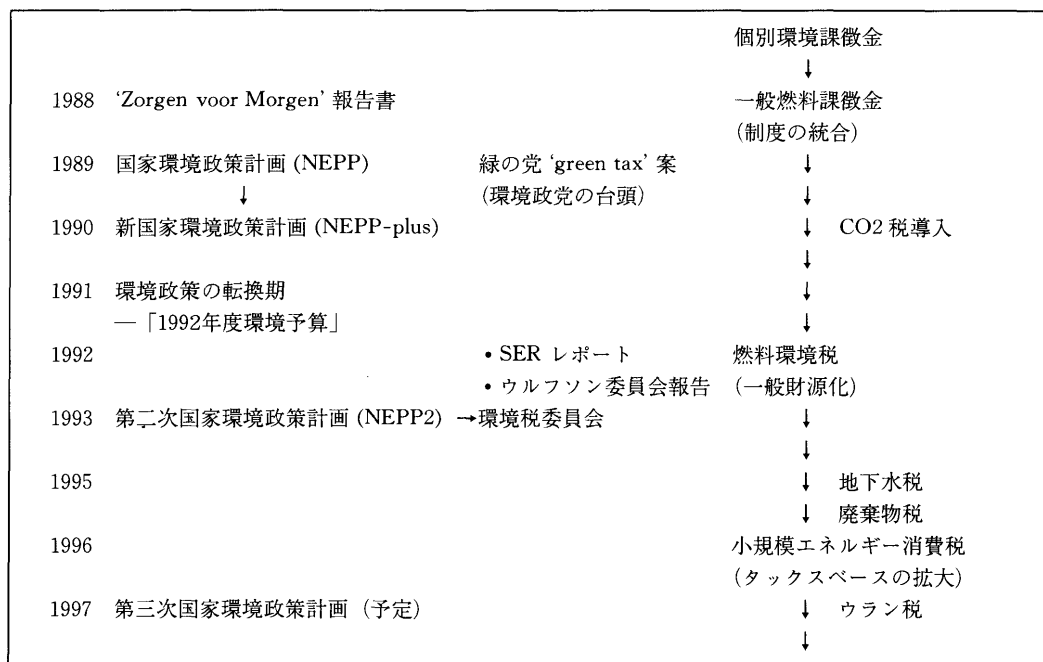 個別環境課徴金
↓
1988 ‘Zorgen voor Morgen’ 報告書 一般燃料課徴金
(制度の統合)
1989 国家環境政策計画 (NEPP) 緑の党 ‘green tax’ 案 ↓
↓ (環境政党の台頭) ↓
1990 新国家環境政策計画 (NEPP-plus) ↓ CO2 税導入
↓
1991 環境政策の転換期 ↓
―「1992年度環境予算」 ↓
1992 • SER レポート 燃料環境税
• ウルフソン委員会報告 (一般財源化)
1993 第二次国家環境政策計画 (NEPP2) →環境税委員会 ↓
↓
1995 ↓ 地下水税
↓ 廃棄物税
1996 小規模エネルギー消費税
(タックスベースの拡大)
1997 第三次国家環境政策計画 (予定) ↓ ウラン税
↓